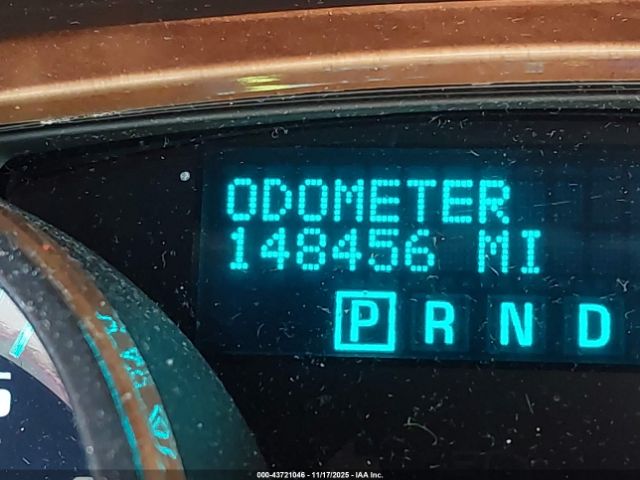 ODOMETER
148456 MI
P R N D
000-43721046 - 11/17/2025 - IAA Inc.